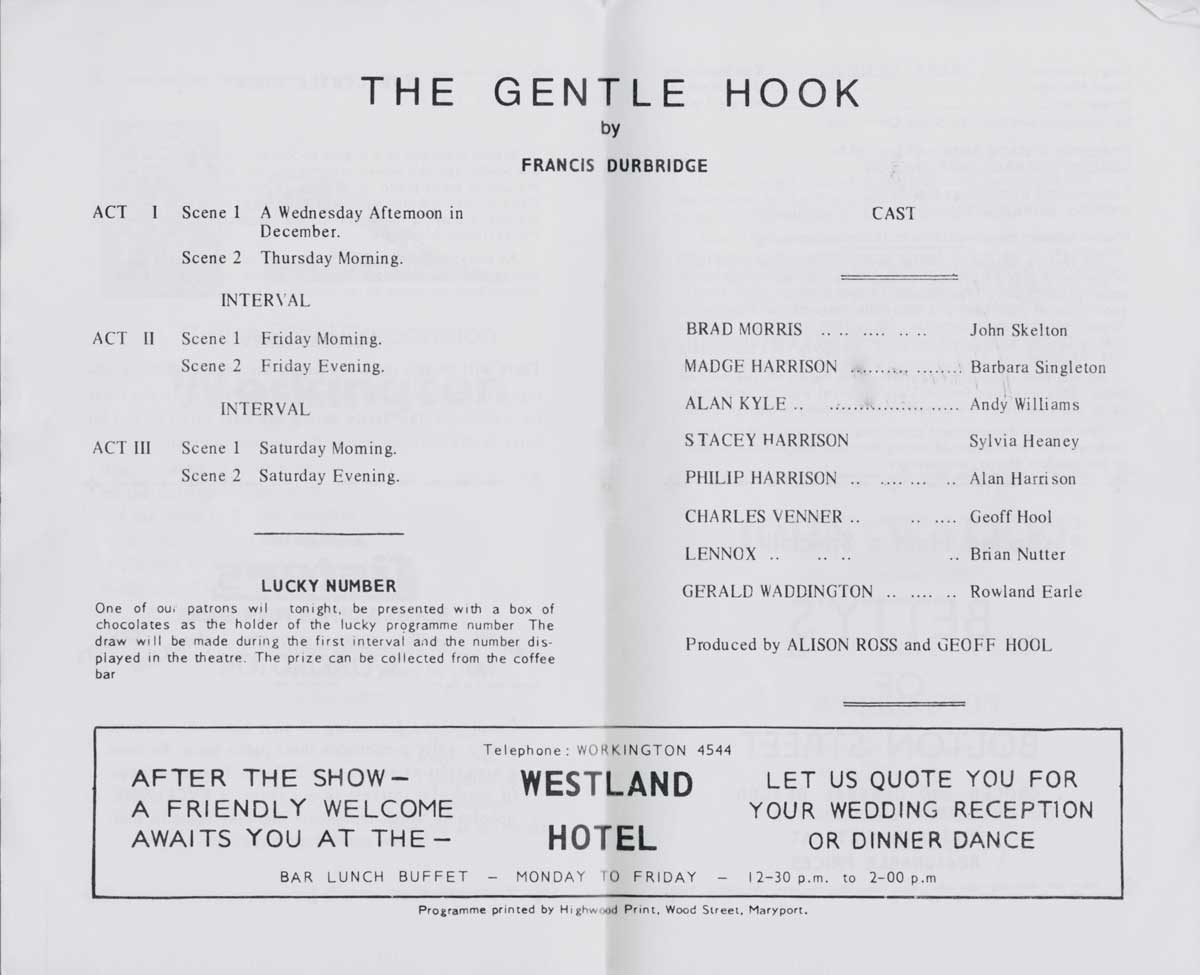 THE GENTLE HOOK
by
FRANCIS DURBRIDGE
ACT I Scene 1 A Wednesday Aftemoon in
December.
Scene 2 Thursday Morning.
INTERVAL
ACT II Scene 1 Friday Moming.
Scene 2 Friday Evening.
INTERVAL
ACT III Scene 1 Saturday Moming.
Scene 2 Saturday Evening.
LUCKY NUMBER
One of our patrons wil tonight, be presented with a box of
chocolates as the holder of the lucky programme number The
draw will be made during the first interval and the number dis-
played in the theatre. The prize can be collected from the coffee
bar
CAST
BRAD MORRIS .. .. .... .. .. John Skelton
MADGE HARRISON .......... ....... Barbara Singleton
ALAN KYLE .. .................. ..... Andy Williams
STACEY HARRISON Sylvia Heaney
PHILIP HARRISON .. .... ... .. Alan Harrison
CHARLES VENNER .. .. .... Geoff Hool
LENNOX .. .. .. .. Brian Nutter
GERALD WADDINGTON .. .... .. Rowland Earle
Produced by ALISON ROSS and GEOFF HOOL
Telephone: WORKINGTON 4544
AFTER THE SHOW –
A FRIENDLY WELCOME
AWAITS YOU AT THE –
WESTLAND
HOTEL
LET US QUOTE YOU FOR
YOUR WEDDING RECEPTION
OR DINNER DANCE
BAR LUNCH BUFFET – MONDAY TO FRIDAY – 12-30 p.m. to 2-00 p.m
Programme printed by Highwood Print, Wood Street, Maryport.